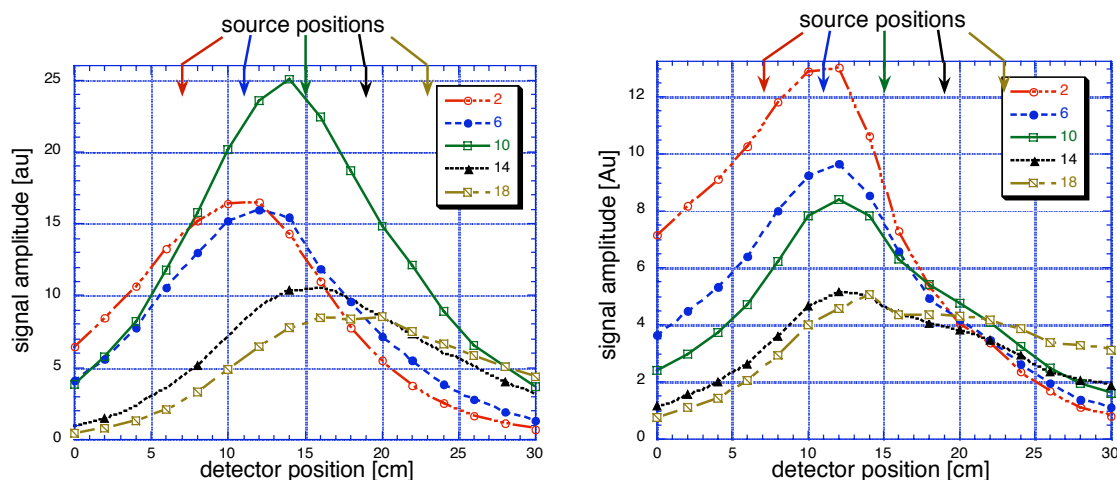 source positions
25
20
15
10
5
0
signal amplitude [au]
2
6
10
14
18
0 5 10 15 20 25 30
detector position [cm]
source positions
12
10
8
6
4
2
0
signal amplitude [Au]
2
6
10
14
18
0 5 10 15 20 25 30
detector position [cm]